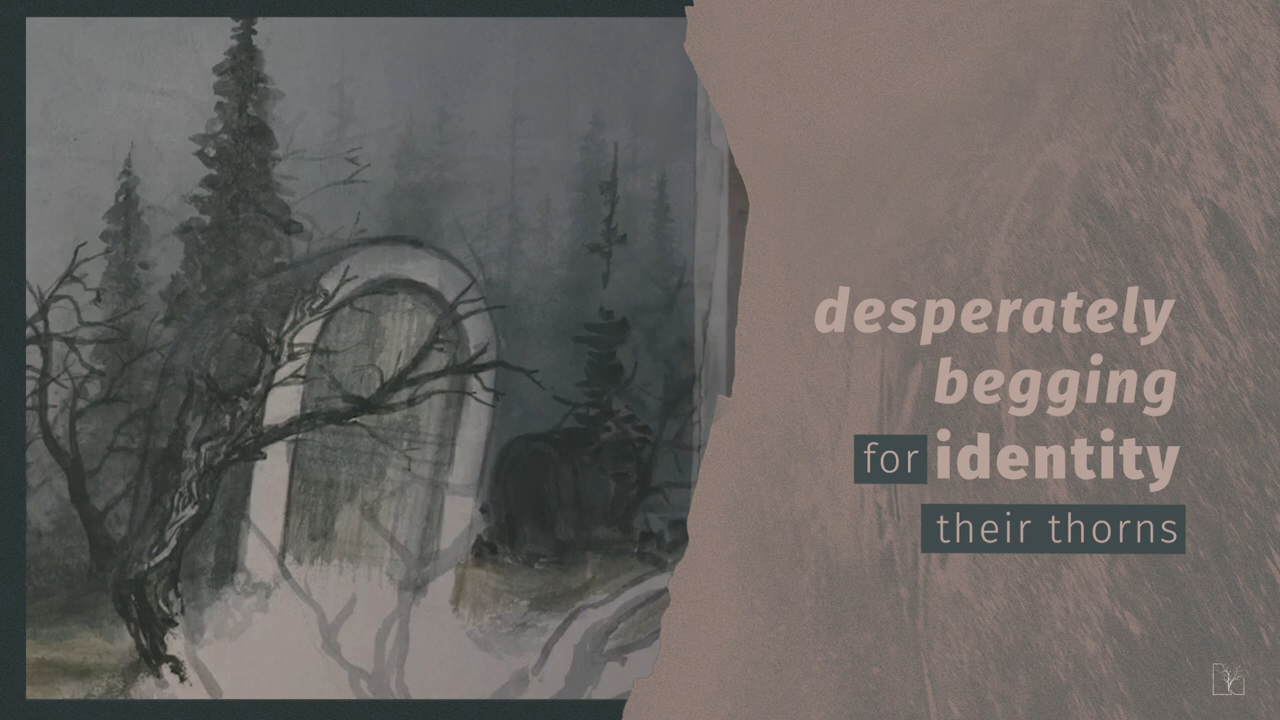 desperately
begging
for identity
their thorns